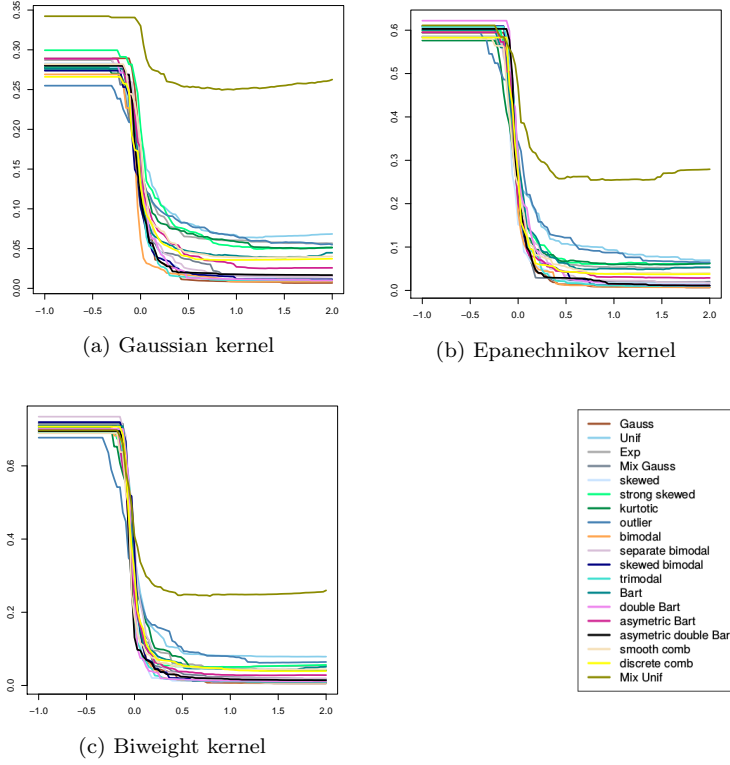 0.35
0.30
0.25
0.20
0.15
0.10
0.05
0.00
−1.0 −0.5 0.0 0.5 1.0 1.5 2.0
(a) Gaussian kernel
0.6
0.5
0.4
0.3
0.2
0.1
0.0
−1.0 −0.5 0.0 0.5 1.0 1.5 2.0
(b) Epanechnikov kernel
0.6
0.4
0.2
0.0
−1.0 −0.5 0.0 0.5 1.0 1.5 2.0
(c) Biweight kernel
Gauss
Unif
Exp
Mix Gauss
skewed
strong skewed
kurtotic
outlier
bimodal
separate bimodal
skewed bimodal
trimodal
Bart
double Bart
asymetric Bart
asymetric double Bar
smooth comb
discrete comb
Mix Unif